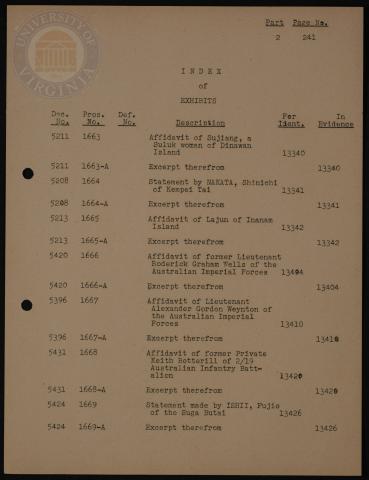 UNIVERSITY OF VIRGINIA
Part Page No.
2 241
INDEX
of
EXHIBITS
Doc. Pros. Def. For In
No. No. No. Description Ident. Evidence
5211 1663 Affidavit of Sujiang, a
Suluk woman of Dinawan
Island 13340
5211 1663-A Excerpt therefrom 13340
5208 1664 Statement by NAKATA, Shinichi
of Kempei Tai 13341
5208 1664-A Excerpt therefrom 13341
5213 1665 Affidavit of Lajun of Inanam
Island 13342
5213 1665-A Excerpt therefrom 13342
5420 1666 Affidavit of former Lieutenant
Roderick Graham Wells of the
Australian Imperial Forces 13404
5420 1666-A Excerpt therefrom 13404
5396 1667 Affidavit of Lieutenant
Alexander Gordon Weynton of
the Australian Imperial
Forces 13410
5396 1667-A Excerpt therefrom 13410
5431 1668 Affidavit of former Private
Keith Botterill of 2/19
Australian Infantry Batt-
alion 13420
5431 1668-A Excerpt therefrom 13420
5424 1669 Statement made by ISHII, Fujio
of the Suga Butai 13426
5424 1669-A Excerpt therefrom 13426